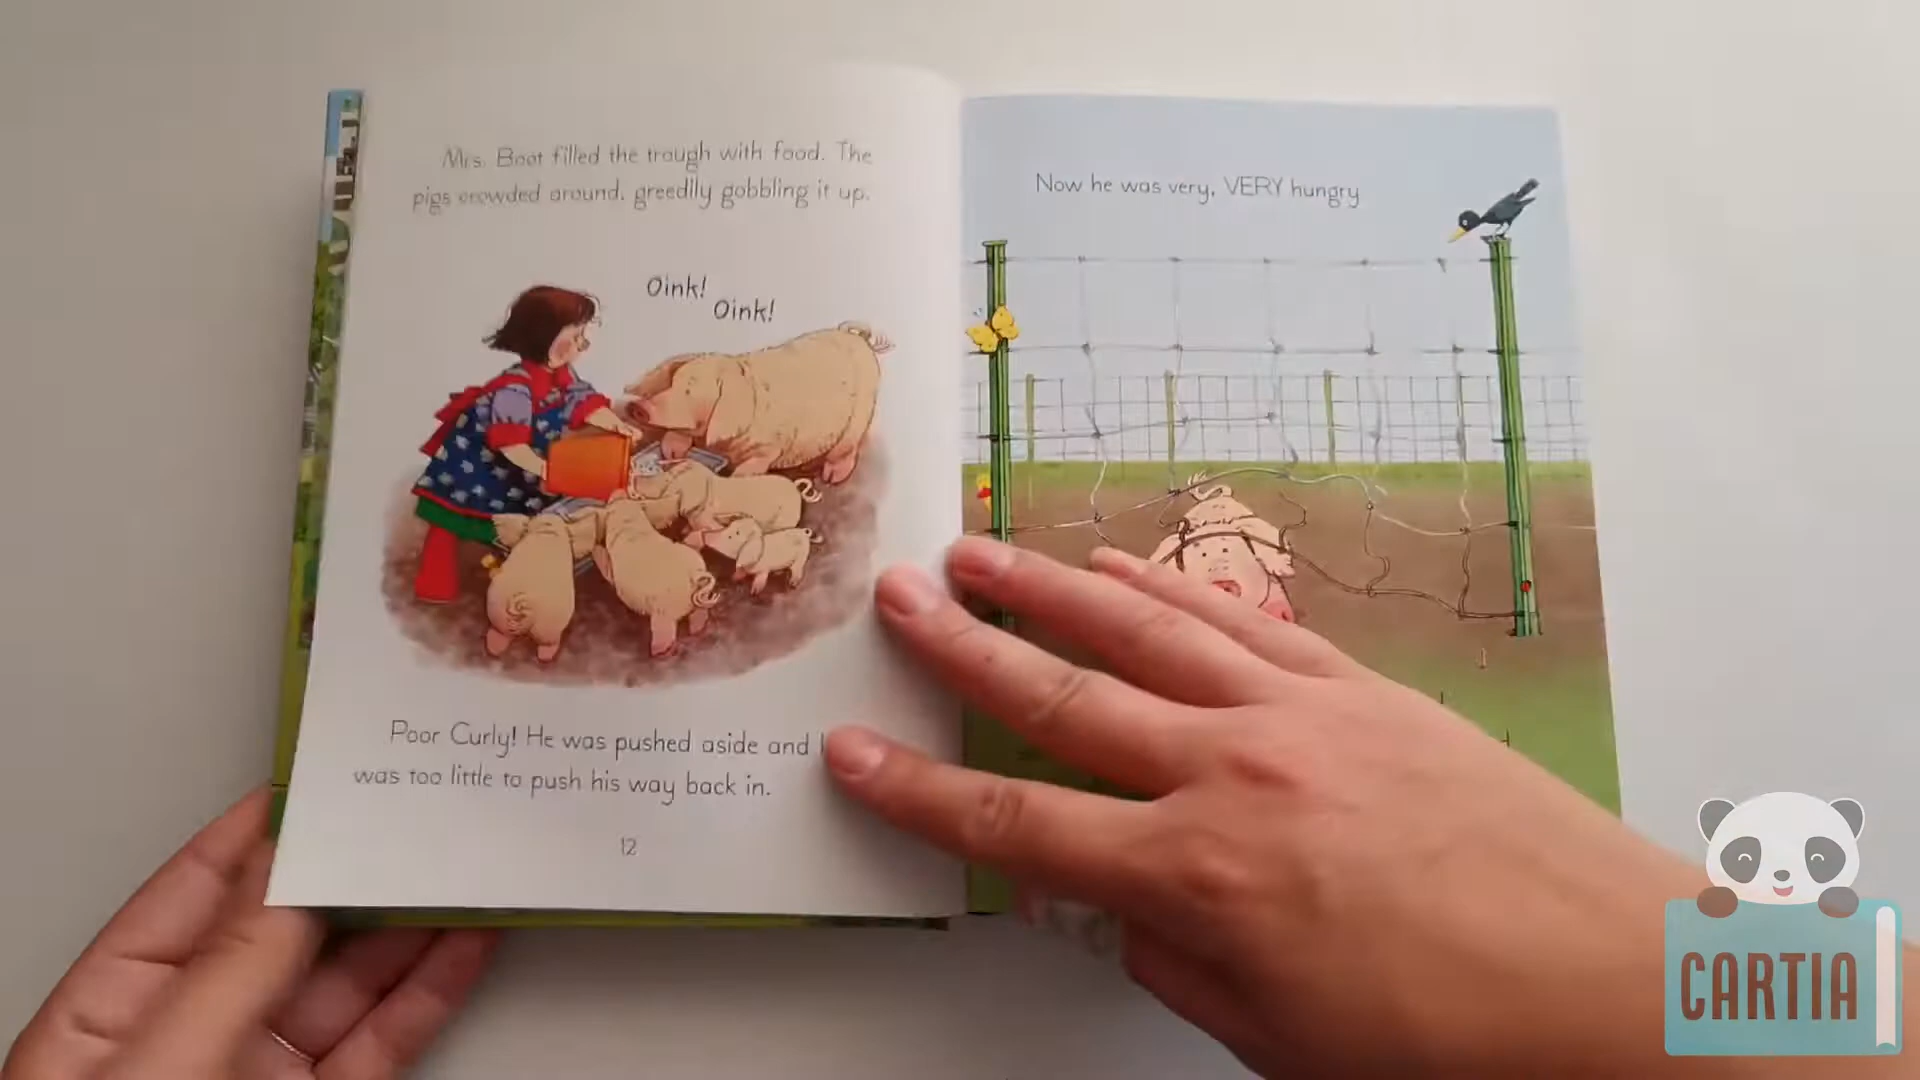 Mrs. Boot filled the trough with food. The
pigs crowded around, greedily gobbling it up.
Oink!
Oink!
Poor Curly! He was pushed aside and
was too little to push his way back in.
12
Now he was very, VERY hungry
CARTIA